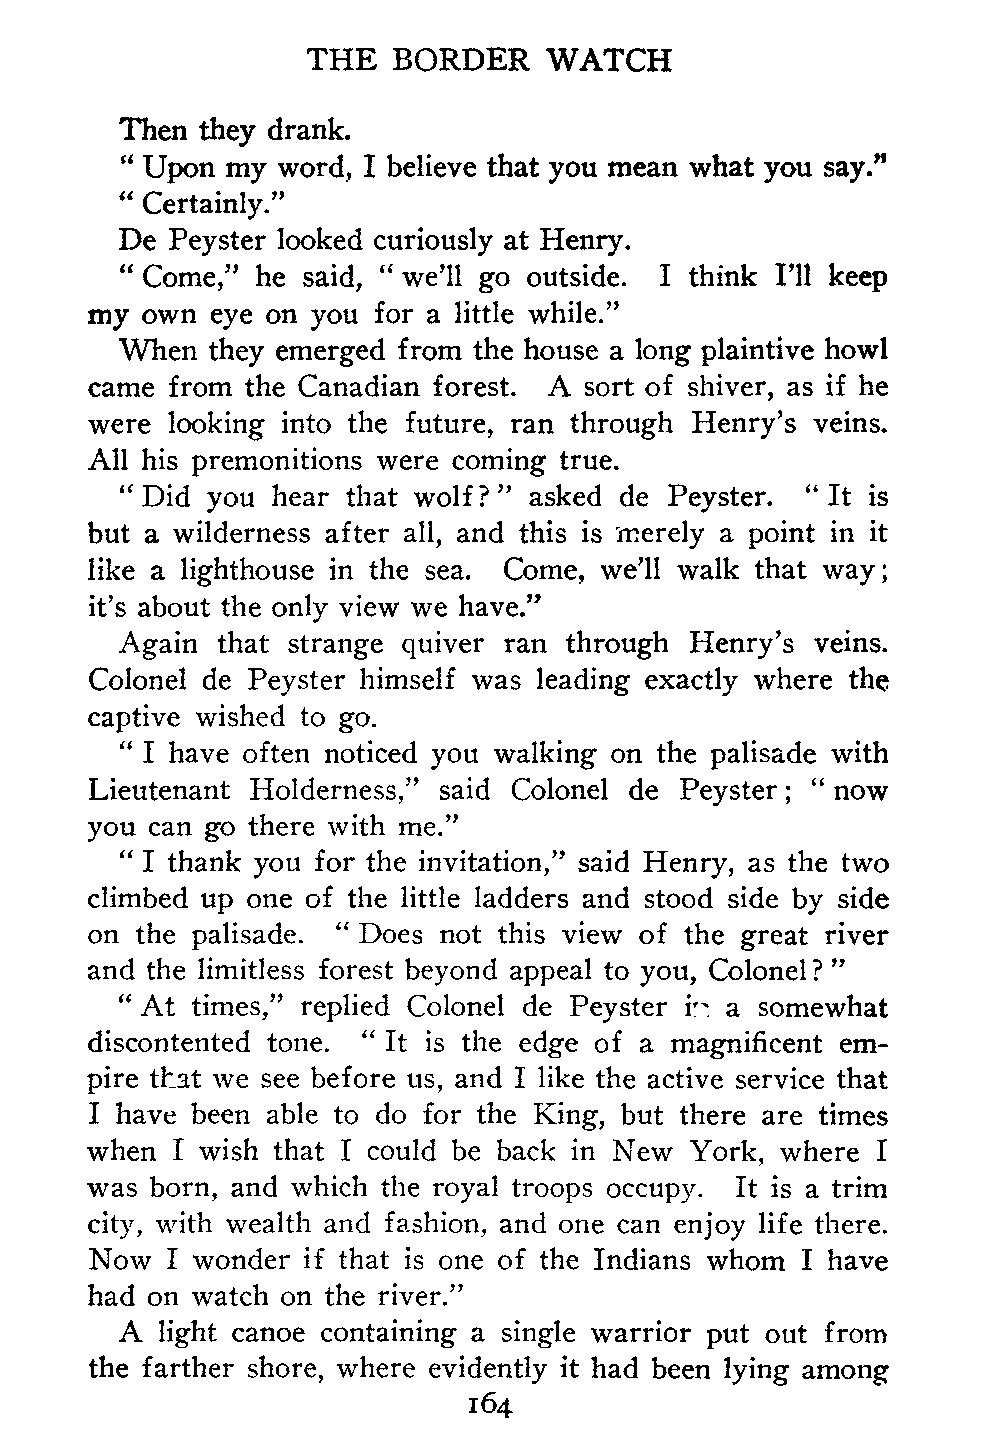 THE BORDER WATCH
Then they drank.
" Upon my word, I believe that you mean what you say."
" Certainly."
De Peyster looked curiously at Henry.
" Come," he said, " we'll go outside. I think I'll keep
my own eye on you for a little while."
When they emerged from the house a long plaintive howl
came from the Canadian forest. A sort of shiver, as if he
were looking into the future, ran through Henry's veins.
All his premonitions were coming true.
" Did you hear that wolf? " asked de Peyster. " It is
but a wilderness after all, and this is merely a point in it
like a lighthouse in the sea. Come, we'll walk that way;
it's about the only view we have."
Again that strange quiver ran through Henry's veins.
Colonel de Peyster himself was leading exactly where the
captive wished to go.
" I have often noticed you walking on the palisade with
Lieutenant Holderness," said Colonel de Peyster; " now
you can go there with me."
" I thank you for the invitation," said Henry, as the two
climbed up one of the little ladders and stood side by side
on the palisade. " Does not this view of the great river
and the limitless forest beyond appeal to you, Colonel? "
" At times," replied Colonel de Peyster in a somewhat
discontented tone. " It is the edge of a magnificent em-
pire that we see before us, and I like the active service that
I have been able to do for the King, but there are times
when I wish that I could be back in New York, where I
was born, and which the royal troops occupy. It is a trim
city, with wealth and fashion, and one can enjoy life there.
Now I wonder if that is one of the Indians whom I have
had on watch on the river."
A light canoe containing a single warrior put out from
the farther shore, where evidently it had been lying among
164